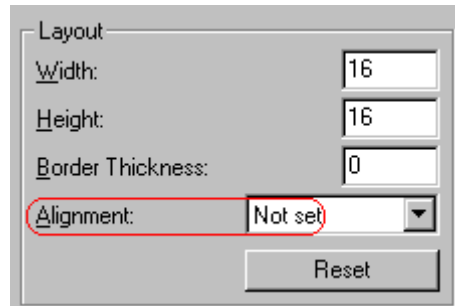 Layout
Width: 16
Height: 16
Border Thickness: 0
Alignment: Not set
Reset